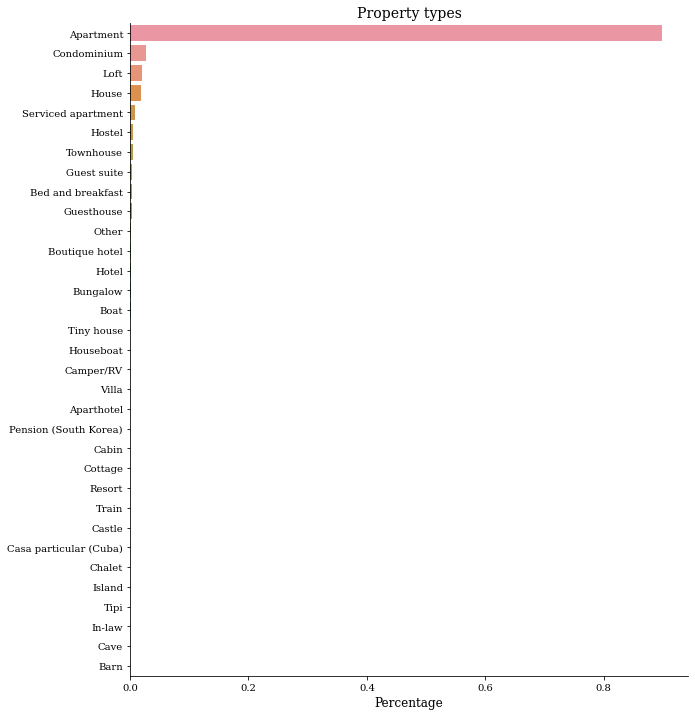 Property types
Apartment
Condominium
Loft
House
Serviced apartment
Hostel
Townhouse
Guest suite
Bed and breakfast
Guesthouse
Other
Boutique hotel
Hotel
Bungalow
Boat
Tiny house
Houseboat
Camper/RV
Villa
Aparthotel
Pension (South Korea)
Cabin
Cottage
Resort
Train
Castle
Casa particular (Cuba)
Chalet
Island
Tipi
In-law
Cave
Barn
0.0 0.2 0.4 0.6 0.8
Percentage